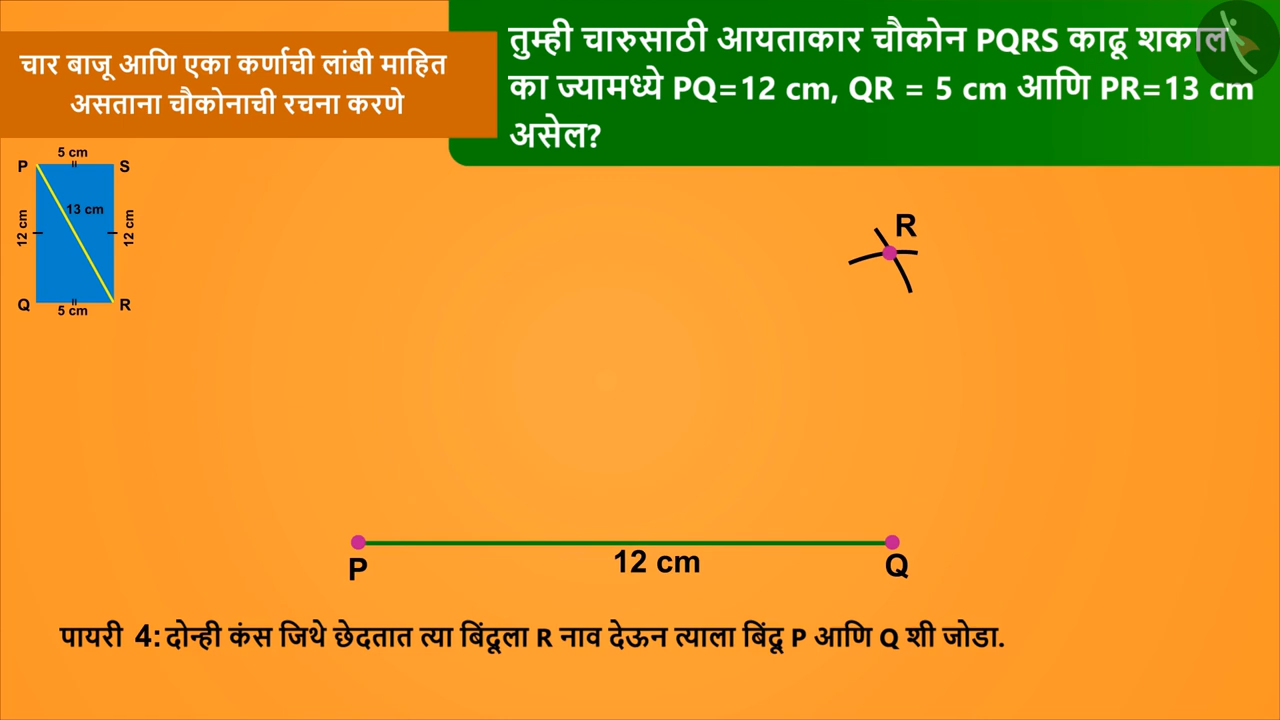 चार बाजू आणि एका कर्णाची लांबी माहित
असताना चौकोनाची रचना करणे
तुम्ही चारुसाठी आयताकार चौकोन PQRS काढू शकाल
का ज्यामध्ये PQ=12 cm, QR = 5 cm आणि PR=13 cm
असेल?
5 cm
P
S
13 cm
12 cm
12 cm
Q
R
5 cm
R
P
12 cm
Q
पायरी 4: दोन्ही कंस जिथे छेदतात त्या बिंदूला R नाव देऊन त्याला बिंदू P आणि Q शी जोडा.